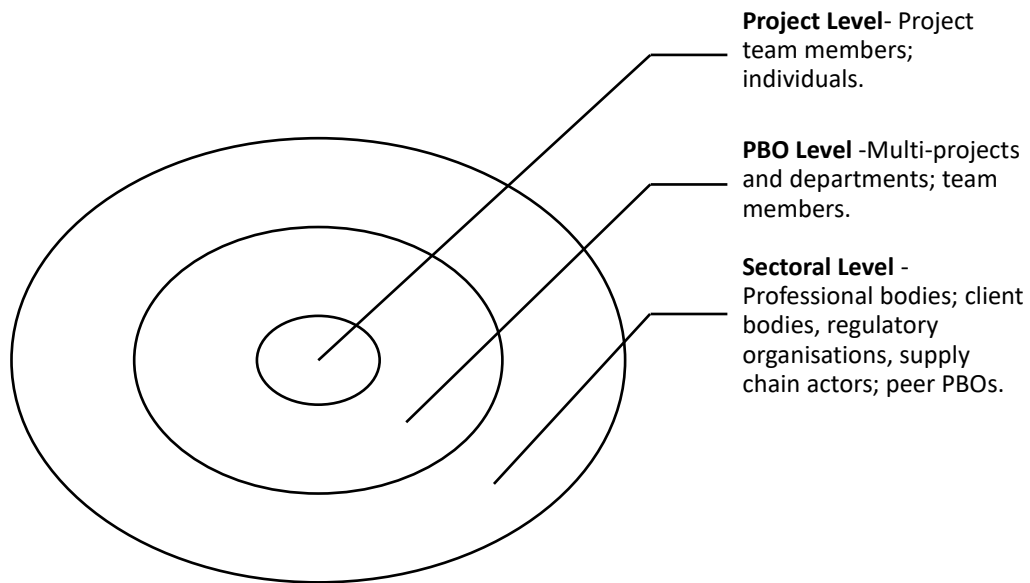 Project Level- Project
team members;
individuals.
PBO Level -Multi-projects
and departments; team
members.
Sectoral Level -
Professional bodies; client
bodies, regulatory
organisations, supply
chain actors; peer PBOs.